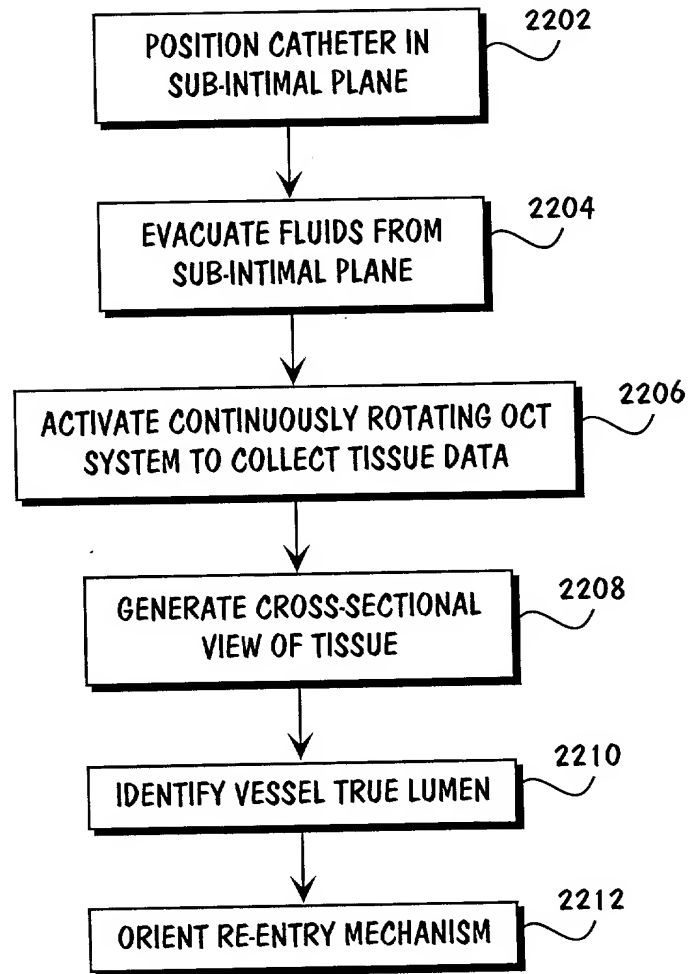 2202
POSITION CATHETER IN
SUB-INTIMAL PLANE
2204
EVACUATE FLUIDS FROM
SUB-INTIMAL PLANE
2206
ACTIVATE CONTINUOUSLY ROTATING OCT
SYSTEM TO COLLECT TISSUE DATA
2208
GENERATE CROSS-SECTIONAL
VIEW OF TISSUE
2210
IDENTIFY VESSEL TRUE LUMEN
2212
ORIENT RE-ENTRY MECHANISM